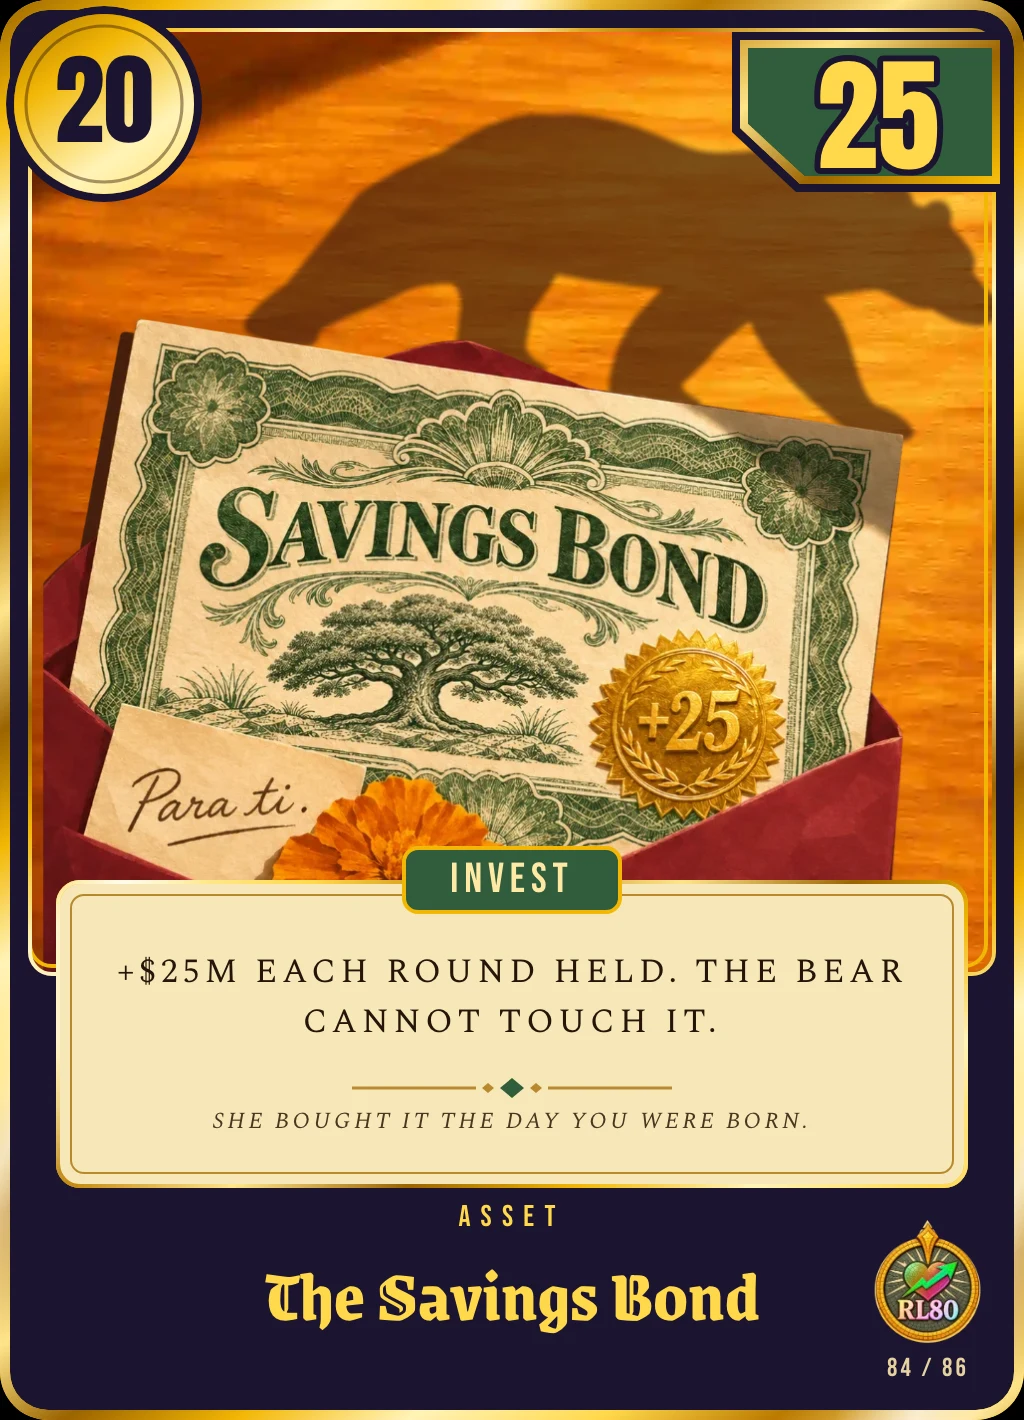 20
25
SAVINGS BOND
+25
Para ti.
INVEST
+$25M EACH ROUND HELD. THE BEAR
CANNOT TOUCH IT.
SHE BOUGHT IT THE DAY YOU WERE BORN.
ASSET
The Savings Bond
RL80
84 / 86